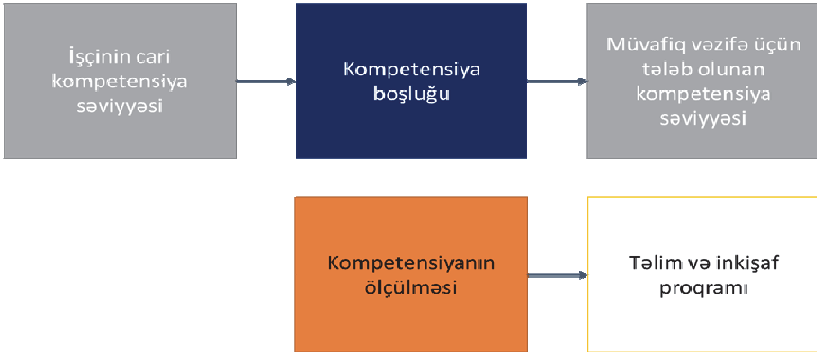 İşçinin cari
kompetensiya
səviyyəsi
Kompetensiya
boşluğu
Müvafiq vəzifə üçün
tələb olunan
kompetensiya
səviyyəsi
Kompetensiyanın
ölçülməsi
Təlim və inkişaf
proqramı